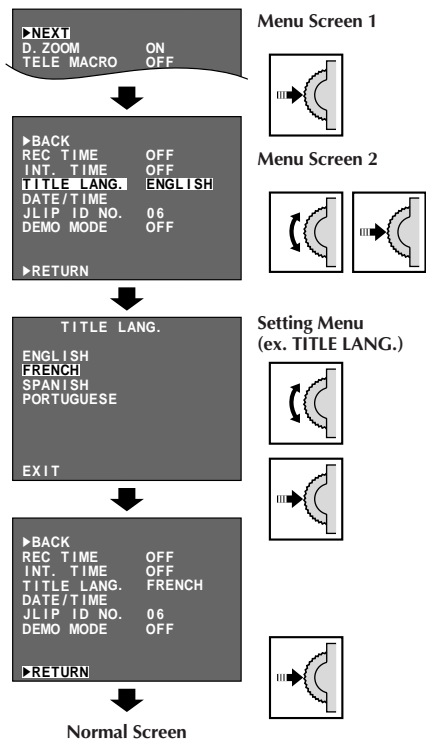 Menu Screen 1
▶NEXT
D. ZOOM ON
TELE MACRO OFF
Menu Screen 2
▶BACK
REC TIME OFF
INT. TIME OFF
TITLE LANG. ENGLISH
DATE/TIME
JLIP ID NO. 06
DEMO MODE OFF
▶RETURN
Setting Menu
(ex. TITLE LANG.)
TITLE LANG.
ENGLISH
FRENCH
SPANISH
PORTUGUESE
EXIT
▶BACK
REC TIME OFF
INT. TIME OFF
TITLE LANG. FRENCH
DATE/TIME
JLIP ID NO. 06
DEMO MODE OFF
▶RETURN
Normal Screen